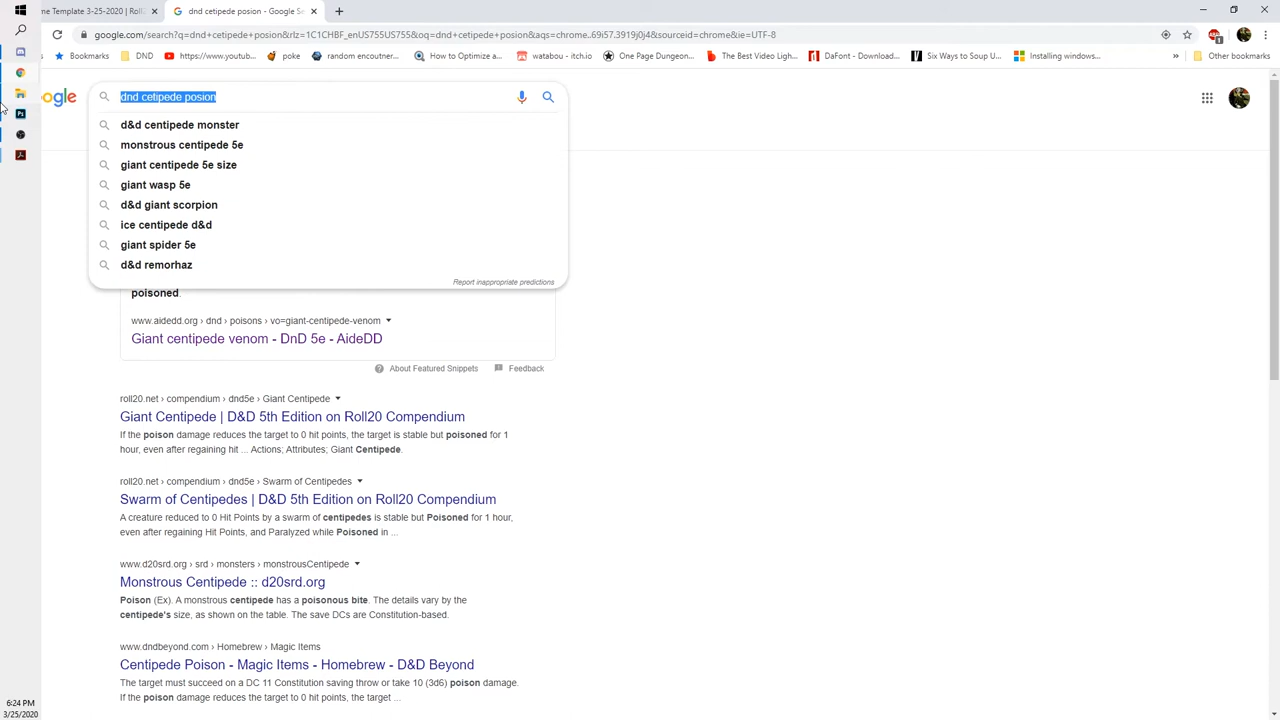 me Template 3-25-2020 | Roll2
dnd cetipede posion - Google Se
google.com/search?q=dnd+cetipede+posion&rlz=1C1CHBF_enUS755US755&oq=dnd+cetipede+posion&aqs=chrome..69i57.3919j0j4&sourceid=chrome&ie=UTF-8
1
Bookmarks
DND
https://www.youtube...
poke
random encoutner...
How to Optimize a...
watabou - itch.io
One Page Dungeon...
The Best Video Ligh...
DaFont - Download...
Six Ways to Soup U...
Installing windows...
»
Other bookmarks
ogle
dnd cetipede posion
d&d centipede monster
monstrous centipede 5e
giant centipede 5e size
giant wasp 5e
d&d giant scorpion
ice centipede d&d
giant spider 5e
d&d remorhaz
Report inappropriate predictions
poisoned.
www.aidedd.org › dnd › poisons › vo=giant-centipede-venom
Giant centipede venom - DnD 5e - AideDD
About Featured Snippets
Feedback
roll20.net › compendium › dnd5e › Giant Centipede
Giant Centipede | D&D 5th Edition on Roll20 Compendium
If the poison damage reduces the target to 0 hit points, the target is stable but poisoned for 1
hour, even after regaining hit ... Actions; Attributes; Giant Centipede.
roll20.net › compendium › dnd5e › Swarm of Centipedes
Swarm of Centipedes | D&D 5th Edition on Roll20 Compendium
A creature reduced to 0 Hit Points by a swarm of centipedes is stable but Poisoned for 1 hour,
even after regaining Hit Points, and Paralyzed while Poisoned in ...
www.d20srd.org › srd › monsters › monstrousCentipede
Monstrous Centipede :: d20srd.org
Poison (Ex). A monstrous centipede has a poisonous bite. The details vary by the
centipede's size, as shown on the table. The save DCs are Constitution-based.
www.dndbeyond.com › Homebrew › Magic Items
Centipede Poison - Magic Items - Homebrew - D&D Beyond
The target must succeed on a DC 11 Constitution saving throw or take 10 (3d6) poison damage.
If the poison damage reduces the target to 0 hit points, the target ...
6:24 PM
3/25/2020